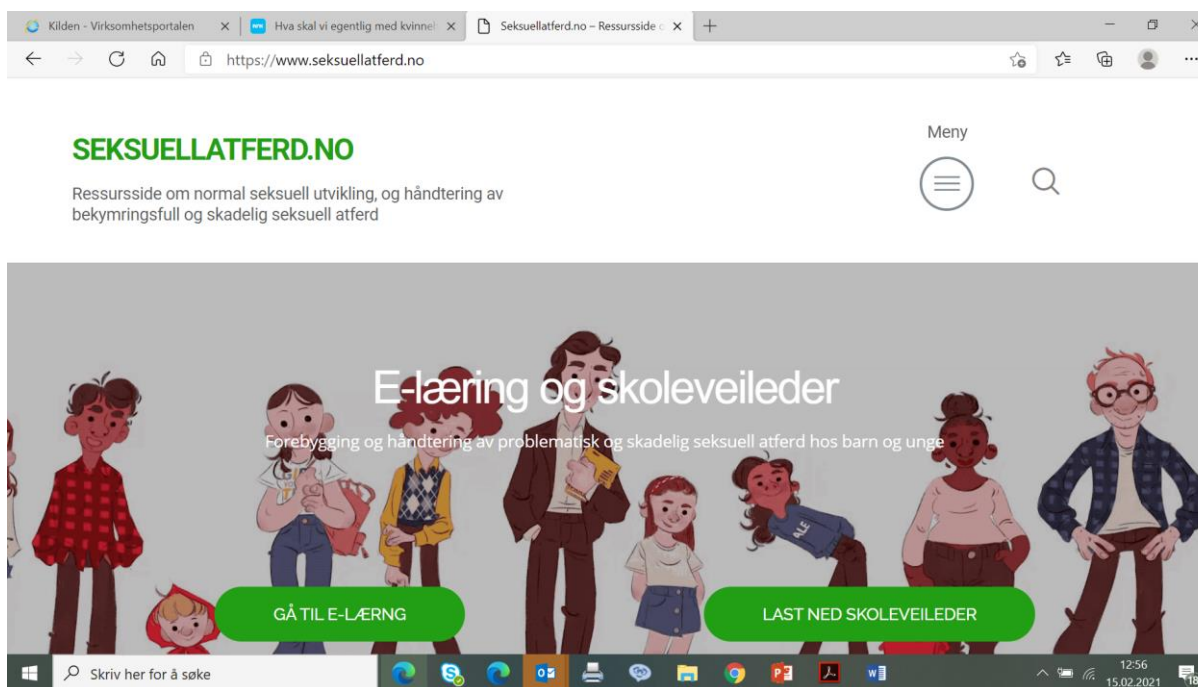 Kilden - Virksomhetsportalen
Hva skal vi egentlig med kvinnel
Seksuellatferd.no – Ressursside o
https://www.seksuellatferd.no
SEKSUELLATFERD.NO
Meny
Ressursside om normal seksuell utvikling, og håndtering av
bekymringsfull og skadelig seksuell atferd
E-læring og skoleveileder
Forebygging og håndtering av problematisk og skadelig seksuell atferd hos barn og unge
ALE
GÅ TIL E-LÆRNG
LAST NED SKOLEVEILEDER
Skriv her for å søke
12:56
15.02.2021
18